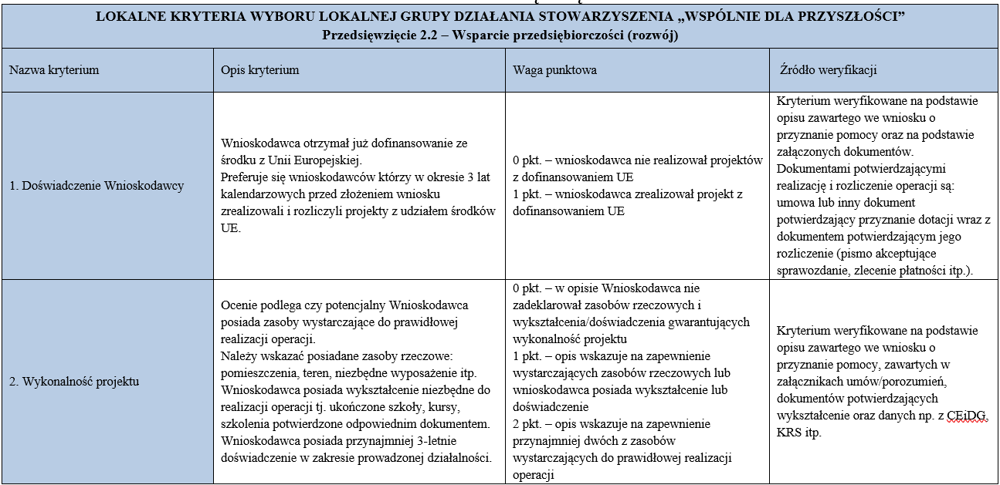 LOKALNE KRYTERIA WYBORU LOKALNEJ GRUPY DZIAŁANIA STOWARZYSZENIA „WSPÓLNIE DLA PRZYSZŁOŚCI”
Przedsięwzięcie 2.2 – Wsparcie przedsiębiorczości (rozwój)
Nazwa kryterium
Opis kryterium
Waga punktowa
Źródło weryfikacji
1. Doświadczenie Wnioskodawcy
Wnioskodawca otrzymał już dofinansowanie ze
środku z Unii Europejskiej.
Preferuje się wnioskodawców którzy w okresie 3 lat
kalendarzowych przed złożeniem wniosku
zrealizowali i rozliczyli projekty z udziałem środków
UE.
0 pkt. – wnioskodawca nie realizował projektów
z dofinansowaniem UE
1 pkt. – wnioskodawca zrealizował projekt z
dofinansowaniem UE
Kryterium weryfikowane na podstawie
opisu zawartego we wniosku o
przyznanie pomocy oraz na podstawie
załączonych dokumentów.
Dokumentami potwierdzającymi
realizację i rozliczenie operacji są:
umowa lub inny dokument
potwierdzający przyznanie dotacji wraz z
dokumentem potwierdzającym jego
rozliczenie (pismo akceptujące
sprawozdanie, zlecenie płatności itp.).
2. Wykonalność projektu
Ocenie podlega czy potencjalny Wnioskodawca
posiada zasoby wystarczające do prawidłowej
realizacji operacji.
Należy wskazać posiadane zasoby rzeczowe:
pomieszczenia, teren, niezbędne wyposażenie itp.
Wnioskodawca posiada wykształcenie niezbędne do
realizacji operacji tj. ukończone szkoły, kursy,
szkolenia potwierdzone odpowiednim dokumentem.
Wnioskodawca posiada przynajmniej 3-letnie
doświadczenie w zakresie prowadzonej działalności.
0 pkt. – w opisie Wnioskodawca nie
zadeklarował zasobów rzeczowych i
wykształcenia/doświadczenia gwarantujących
wykonalność projektu
1 pkt. – opis wskazuje na zapewnienie
wystarczających zasobów rzeczowych lub
wnioskodawca posiada wykształcenie lub
doświadczenie
2 pkt. – opis wskazuje na zapewnienie
przynajmniej dwóch z zasobów
wystarczających do prawidłowej realizacji
operacji
Kryterium weryfikowane na podstawie
opisu zawartego we wniosku o
przyznanie pomocy, zawartych w
załącznikach umów/porozumień,
dokumentów potwierdzających
wykształcenie oraz danych np. z CEiDG,
KRS itp.